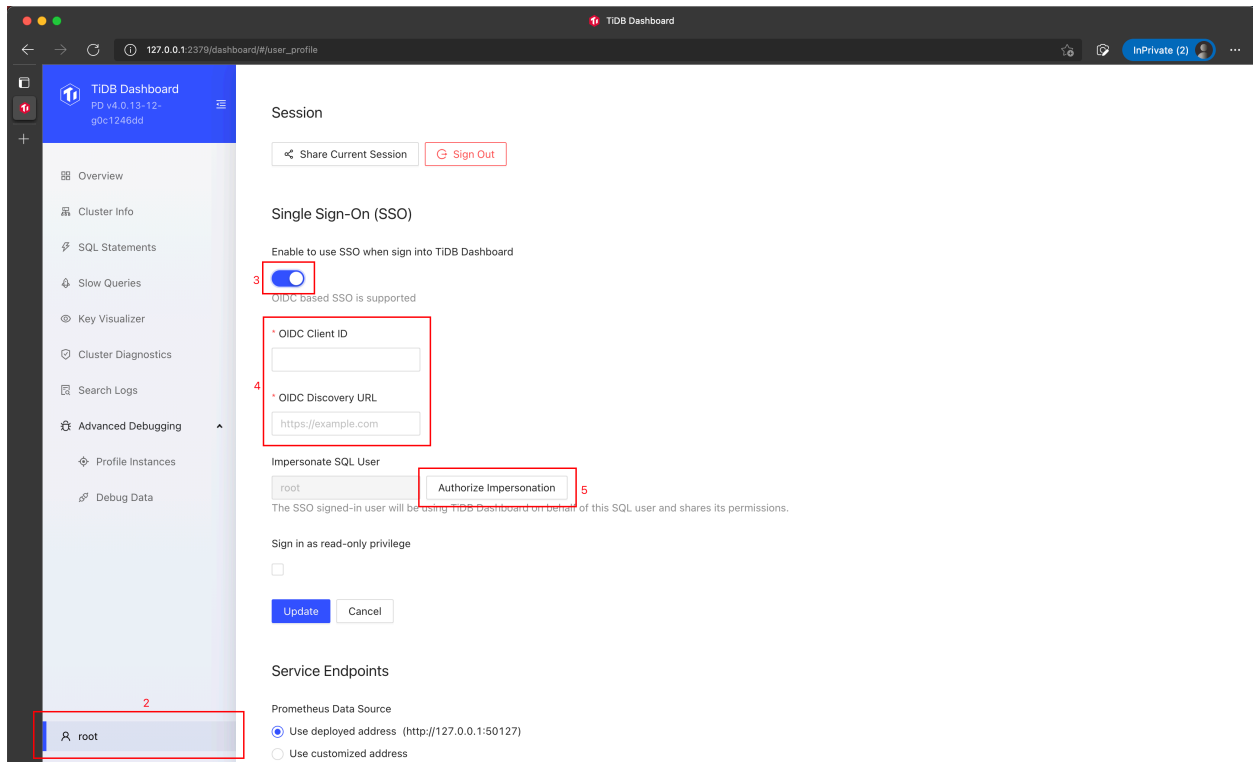 TiDB Dashboard
127.0.0.1:2379/dashboard/#/user_profile
InPrivate (2)
TiDB Dashboard
PD v4.0.13-12-
g0c1246dd
Overview
Cluster Info
SQL Statements
Slow Queries
Key Visualizer
Cluster Diagnostics
Search Logs
Advanced Debugging
Profile Instances
Debug Data
2
root
Session
Share Current Session
Sign Out
Single Sign-On (SSO)
Enable to use SSO when sign into TiDB Dashboard
3
OIDC based SSO is supported
* OIDC Client ID
4
* OIDC Discovery URL
https://example.com
Impersonate SQL User
root
Authorize Impersonation
5
The SSO signed-in user will be using TiDB Dashboard on behalf of this SQL user and shares its permissions.
Sign in as read-only privilege
Update
Cancel
Service Endpoints
Prometheus Data Source
Use deployed address (http://127.0.0.1:50127)
Use customized address